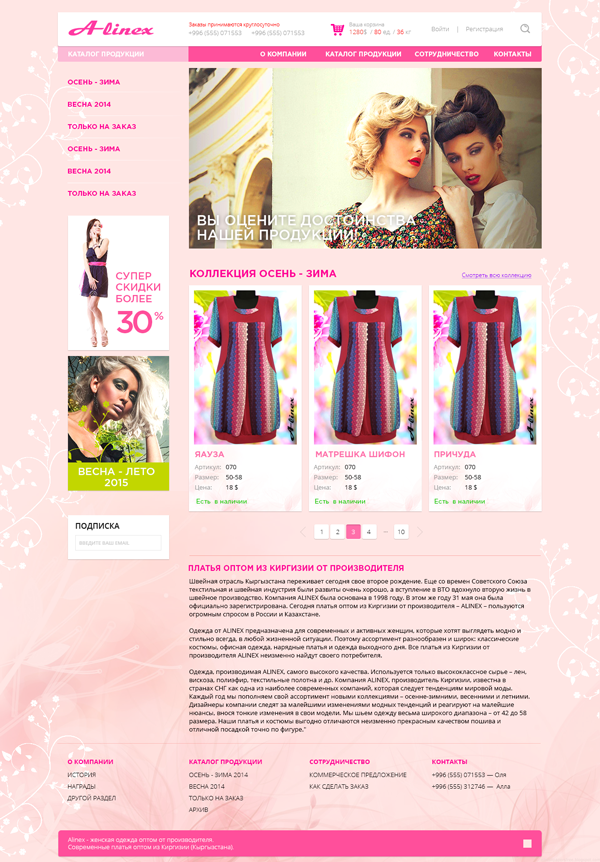 A-linex
Заказы принимаются круглосуточно
+996 (555) 071553 +996 (555) 071553
Ваша корзина
1280$ / 80 ед. / 36 кг
Войти | Регистрация
КАТАЛОГ ПРОДУКЦИИ
О КОМПАНИИ КАТАЛОГ ПРОДУКЦИИ СОТРУДНИЧЕСТВО КОНТАКТЫ
ОСЕНЬ - ЗИМА
ВЕСНА 2014
ТОЛЬКО НА ЗАКАЗ
ОСЕНЬ - ЗИМА
ВЕСНА 2014
ТОЛЬКО НА ЗАКАЗ
ВЫ ОЦЕНИТЕ ДОСТОИНСТВА
НАШЕЙ ПРОДУКЦИИ!
СУПЕР
СКИДКИ
БОЛЕЕ
30%
ВЕСНА - ЛЕТО
2015
ПОДПИСКА
ВВЕДИТЕ ВАШ EMAIL
КОЛЛЕКЦИЯ ОСЕНЬ - ЗИМА
Смотреть всю коллекцию
A-linex
A-linex
A-linex
ЯАУЗА
Артикул: 070
Размер: 50-58
Цена: 18 $
Есть в наличии
МАТРЕШКА ШИФОН
Артикул: 070
Размер: 50-58
Цена: 18 $
Есть в наличии
ПРИЧУДА
Артикул: 070
Размер: 50-58
Цена: 18 $
Есть в наличии
1 2 3 4 ... 10
ПЛАТЬЯ ОПТОМ ИЗ КИРГИЗИИ ОТ ПРОИЗВОДИТЕЛЯ
Швейная отрасль Кыргызстана переживает сегодня свое второе рождение. Еще со времен Советского Союза
текстильная и швейная индустрия были развиты очень хорошо, а вступление в ВТО вдохнуло вторую жизнь в
швейное производство. Компания ALINEX была основана в 1998 году. В этом же году 31 мая она была
официально зарегистрирована. Сегодня платья оптом из Киргизии от производителя – ALINEX – пользуются
огромным спросом в России и Казахстане.
Одежда от ALINEX предназначена для современных и активных женщин, которые хотят выглядеть модно и
стильно всегда, в любой жизненной ситуации. Поэтому ассортимент разнообразен и широк: классические
костюмы, офисная одежда, нарядные платья и одежда выходного дня. Все платья из Киргизии от
производителя ALINEX неизменно найдут своего потребителя.
Одежда, производимая ALINEX, самого высокого качества. Используется только высококлассное сырье – лен,
вискоза, полиэфир, текстильные полотна и др. Компания ALINEX, производитель Киргизии, известна в
странах СНГ как одна из наиболее современных компаний, которая следует тенденциям мировой моды.
Каждый год мы пополняем свой ассортимент новыми коллекциями – осенне-зимними, весенними и летними.
Дизайнеры компании следят за малейшими изменениями модных тенденций и реагируют на малейшие
нюансы, внося тонкие изменения в свои модели. Мы шьем одежду весьма широкого диапазона – от 42 до 58
размера. Наши платья и костюмы выгодно отличаются неизменно прекрасным качеством пошива и
отличной посадкой точно по фигуре."
О КОМПАНИИ
ИСТОРИЯ
НАГРАДЫ
ДРУГОЙ РАЗДЕЛ
КАТАЛОГ ПРОДУКЦИИ
ОСЕНЬ - ЗИМА 2014
ВЕСНА 2014
ТОЛЬКО НА ЗАКАЗ
АРХИВ
СОТРУДНИЧЕСТВО
КОММЕРЧЕСКОЕ ПРЕДЛОЖЕНИЕ
КАК СДЕЛАТЬ ЗАКАЗ
КОНТАКТЫ
+996 (555) 071553 — Оля
+996 (555) 312746 — Алла
Alinex - женская одежда оптом от производителя.
Современные платья оптом из Киргизии (Кыргызстана).